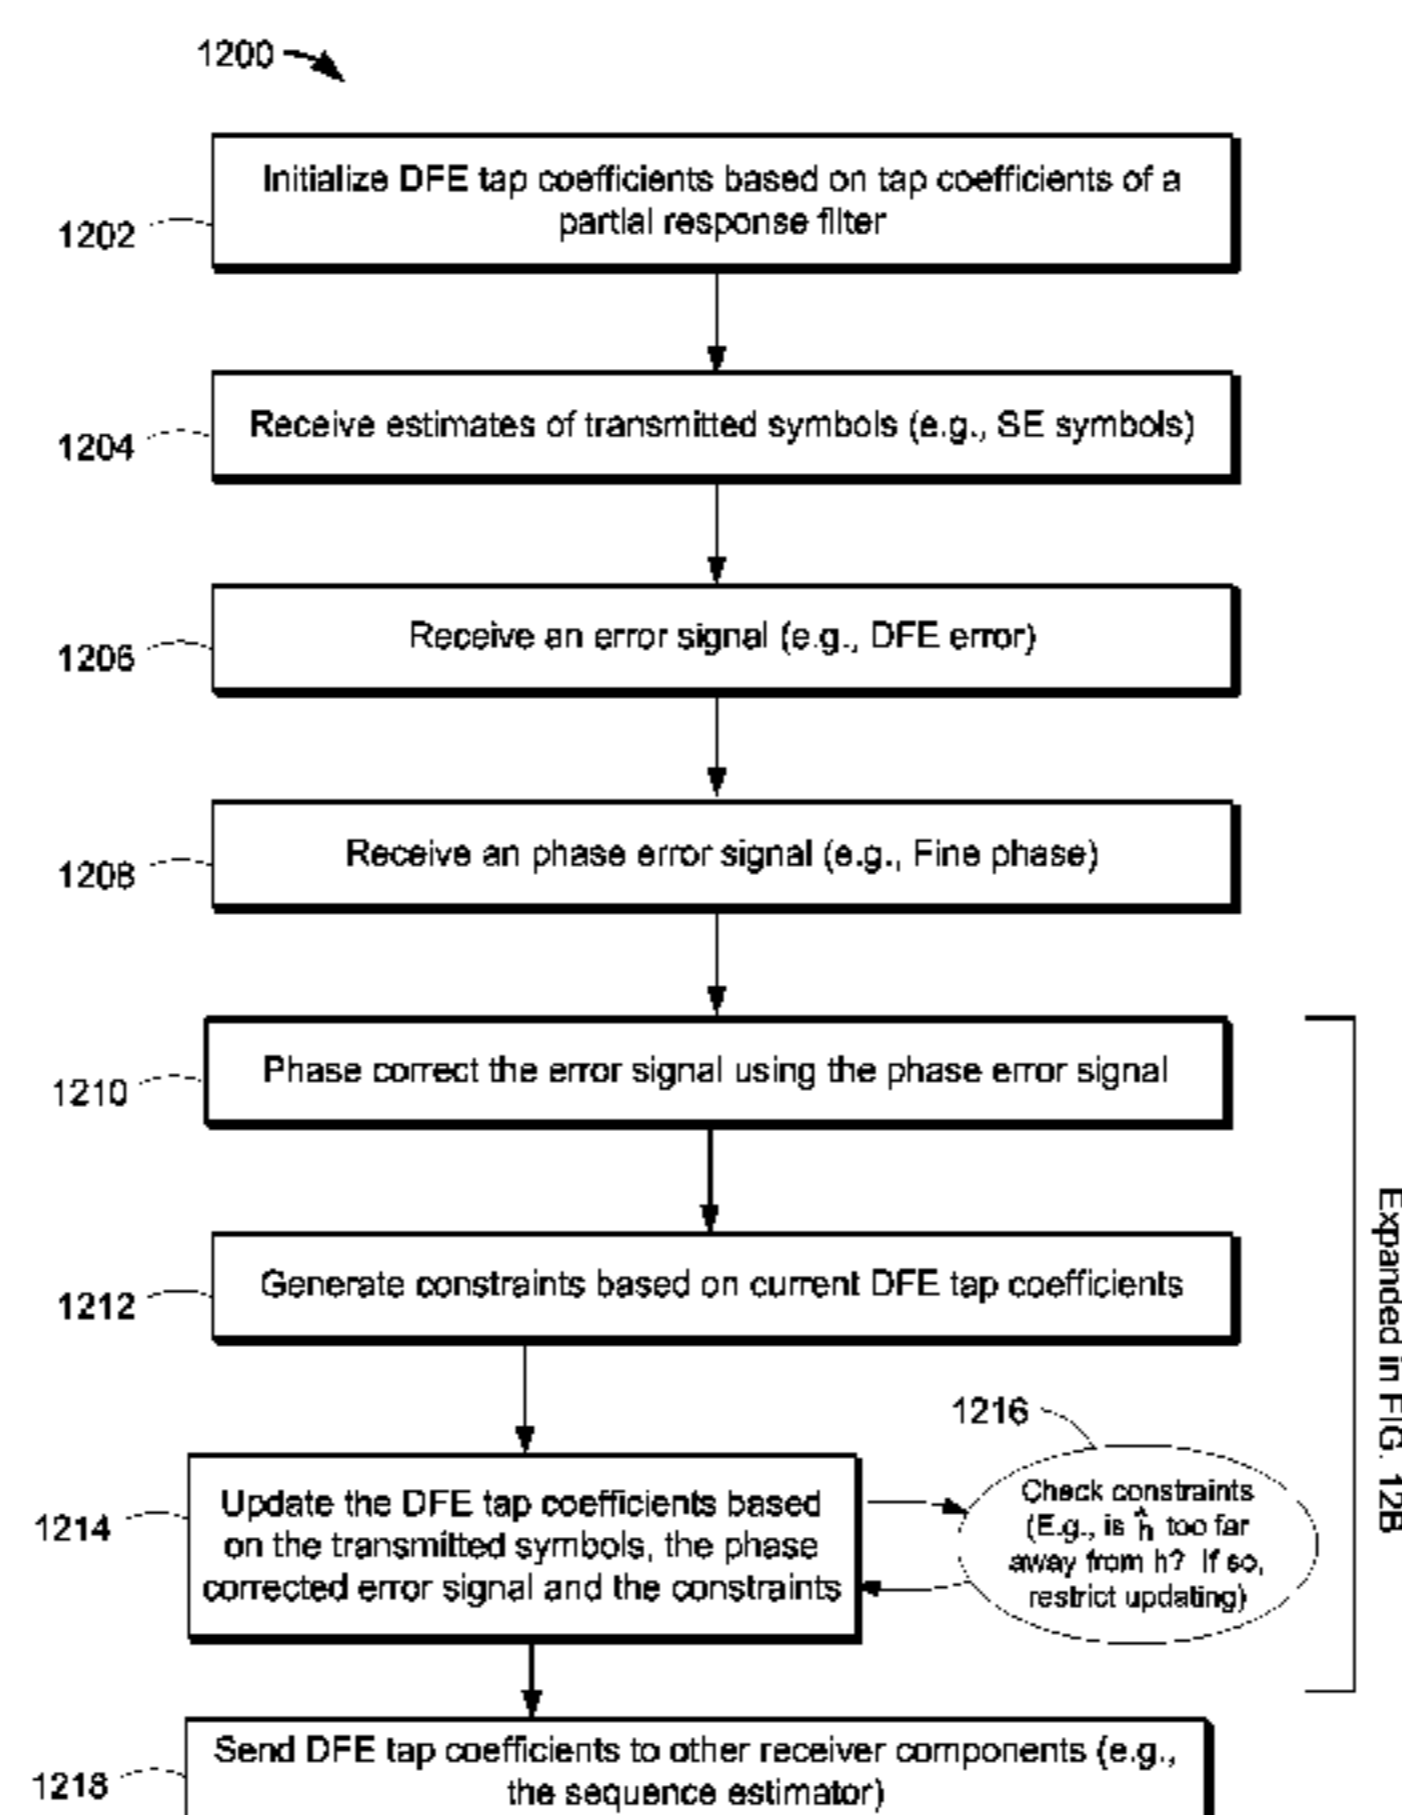 1200
Initialize DFE tap coefficients based on tap coefficients of a
partial response filter
1202
Receive estimates of transmitted symbols (e.g., SE symbols)
1204
Receive an error signal (e.g., DFE error)
1206
Receive an phase error signal (e.g., Fine phase)
1208
Phase correct the error signal using the phase error signal
1210
Generate constraints based on current DFE tap coefficients
1212
1216
Update the DFE tap coefficients based
on the transmitted symbols, the phase
corrected error signal and the constraints
1214
Check constraints
(E.g., is ĥ too far
away from h? If so,
restrict updating)
Expanded in FIG. 12B
Send DFE tap coefficients to other receiver components (e.g.,
the sequence estimator)
1218